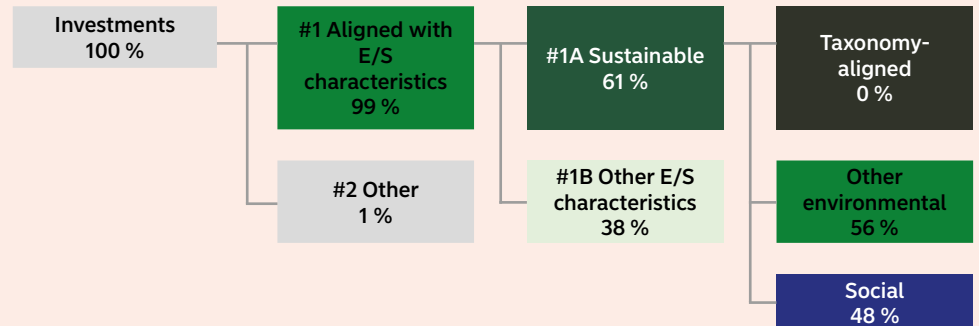 Investments
100 %
#1 Aligned with
E/S
characteristics
99 %
#1A Sustainable
61 %
Taxonomy-
aligned
0 %
#2 Other
1 %
#1B Other E/S
characteristics
38 %
Other
environmental
56 %
Social
48 %